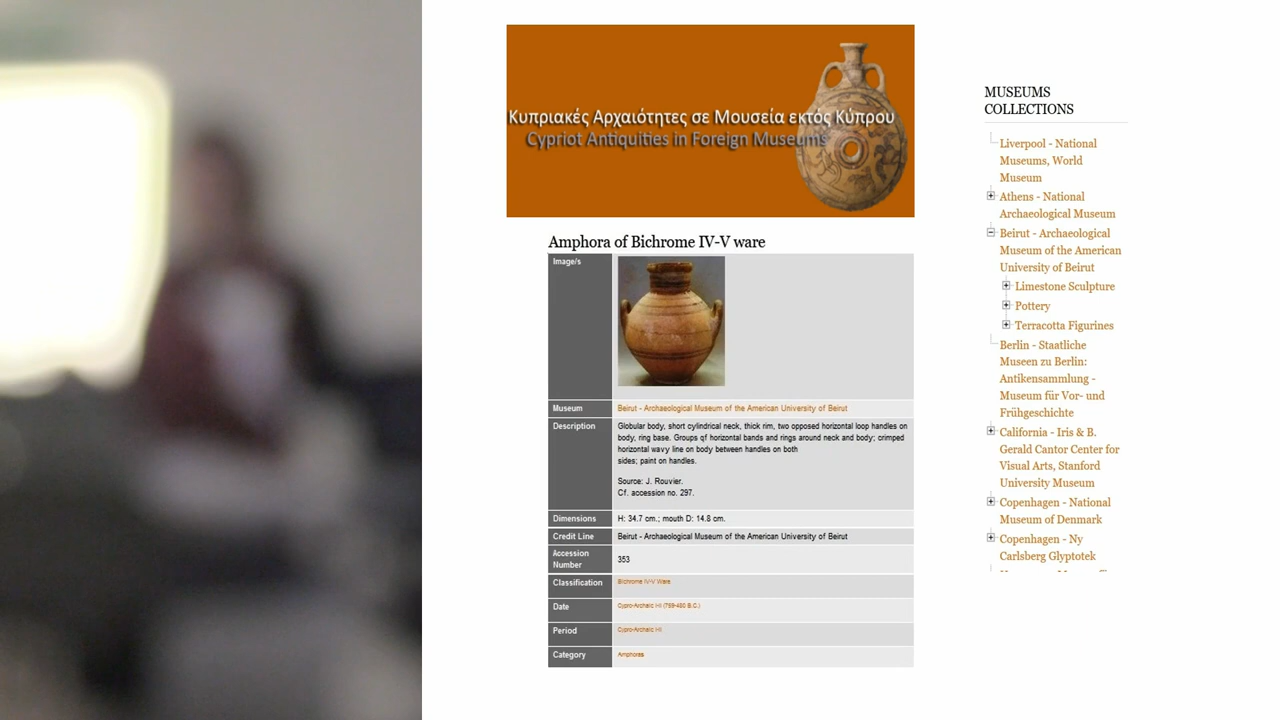 Κυπριακές Αρχαιότητες σε Μουσεία εκτός Κύπρου
Cypriot Antiquities in Foreign Museums
Amphora of Bichrome IV-V ware
Image/s
Museum
Beirut - Archaeological Museum of the American University of Beirut
Description
Globular body, short cylindrical neck, thick rim, two opposed horizontal loop handles on
body, ring base. Groups qf horizontal bands and rings around neck and body; crimped
horizontal wavy line on body between handles on both
sides; paint on handles.
Source: J. Rouvier.
Cf. accession no. 297.
Dimensions
H: 34.7 cm.; mouth D: 14.8 cm.
Credit Line
Beirut - Archaeological Museum of the American University of Beirut
Accession
Number
353
Classification
Bichrome IV-V Ware
Date
Cypro-Archaic I-II
Period
Cypro-Archaic I-II
Category
Amphoras
MUSEUMS
COLLECTIONS
Liverpool - National
Museums, World
Museum
Athens - National
Archaeological Museum
Beirut - Archaeological
Museum of the American
University of Beirut
Limestone Sculpture
Pottery
Terracotta Figurines
Berlin - Staatliche
Museen zu Berlin:
Antikensammlung -
Museum für Vor- und
Frühgeschichte
California - Iris & B.
Gerald Cantor Center for
Visual Arts, Stanford
University Museum
Copenhagen - National
Museum of Denmark
Copenhagen - Ny
Carlsberg Glyptotek